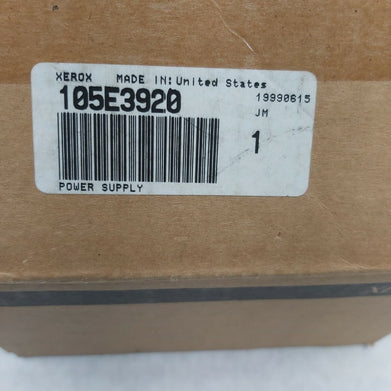 XEROX MADE IN: United States
105E3920 19990615
JM
1
POWER SUPPLY